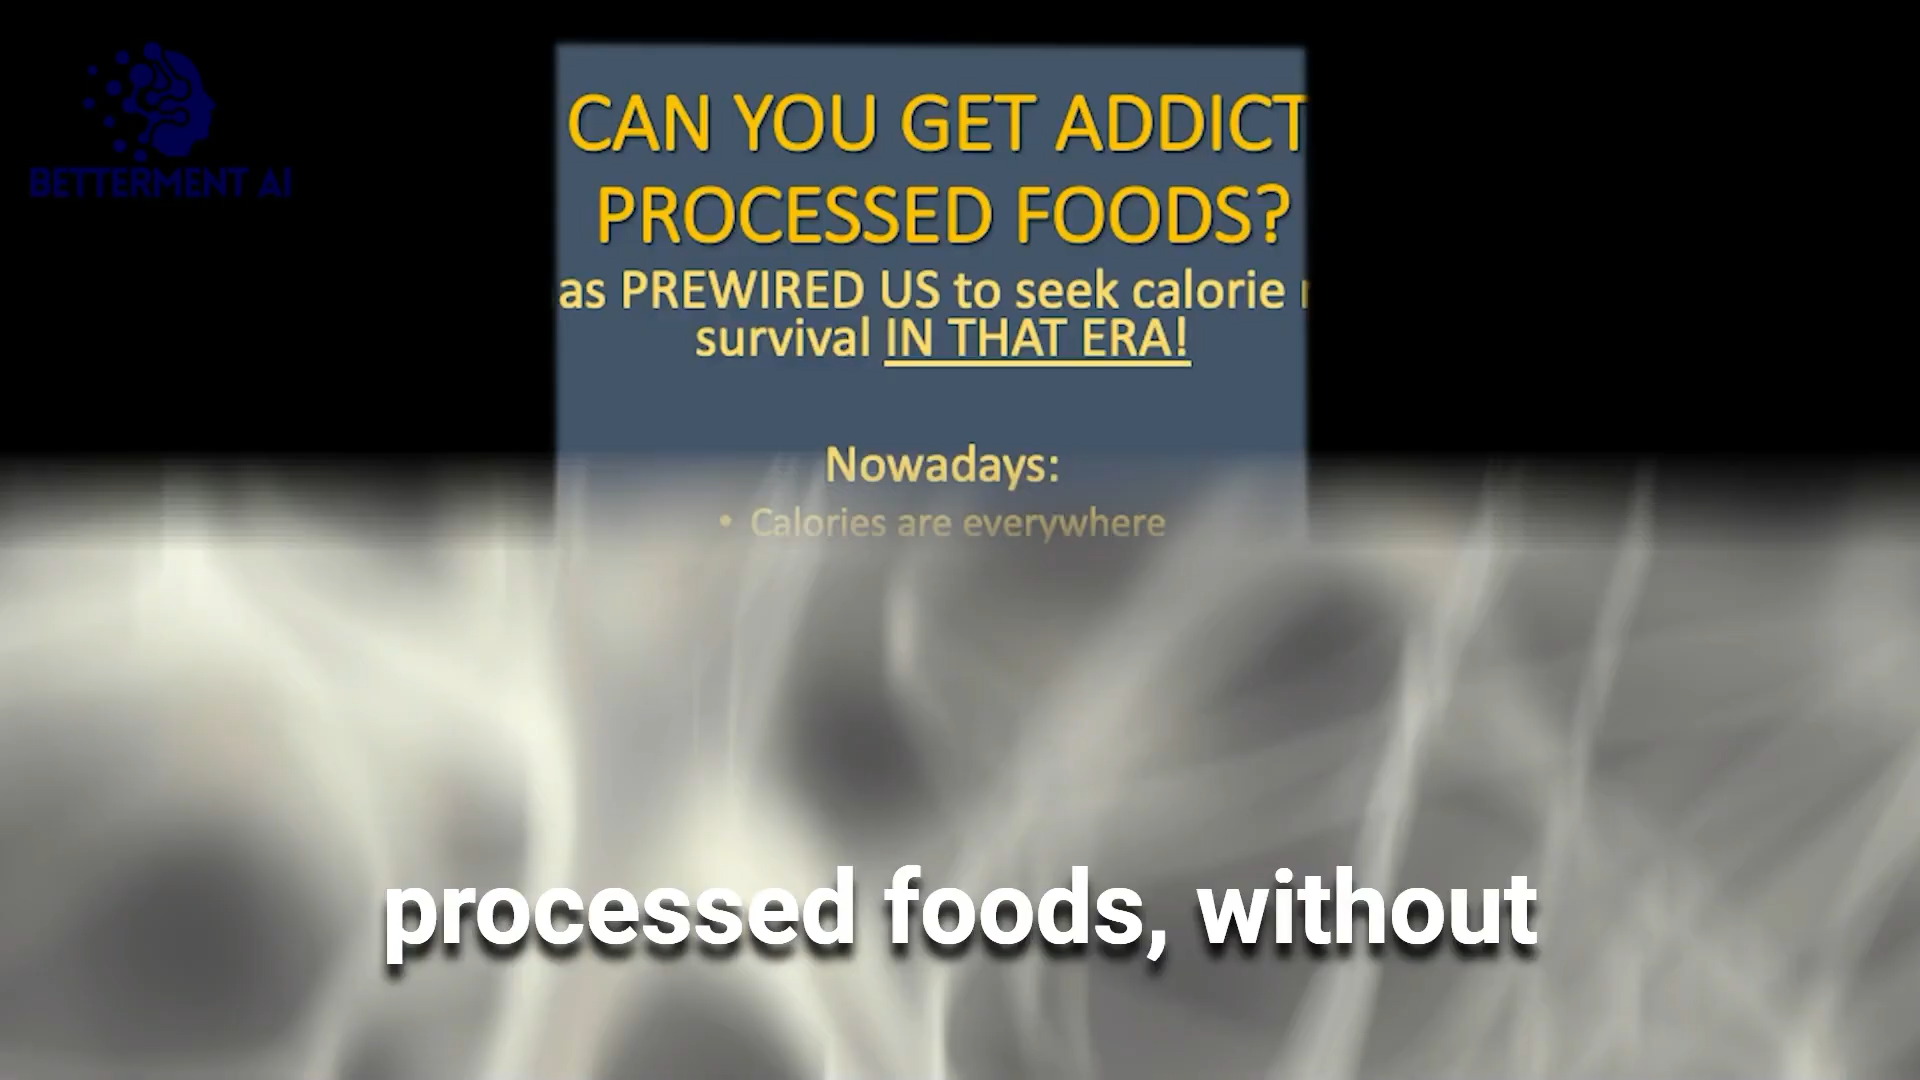 BETTERMENT AI
CAN YOU GET ADDICT
PROCESSED FOODS?
as PREWIRED US to seek calorie
survival IN THAT ERA!
Nowadays:
• Calories are everywhere
processed foods, without